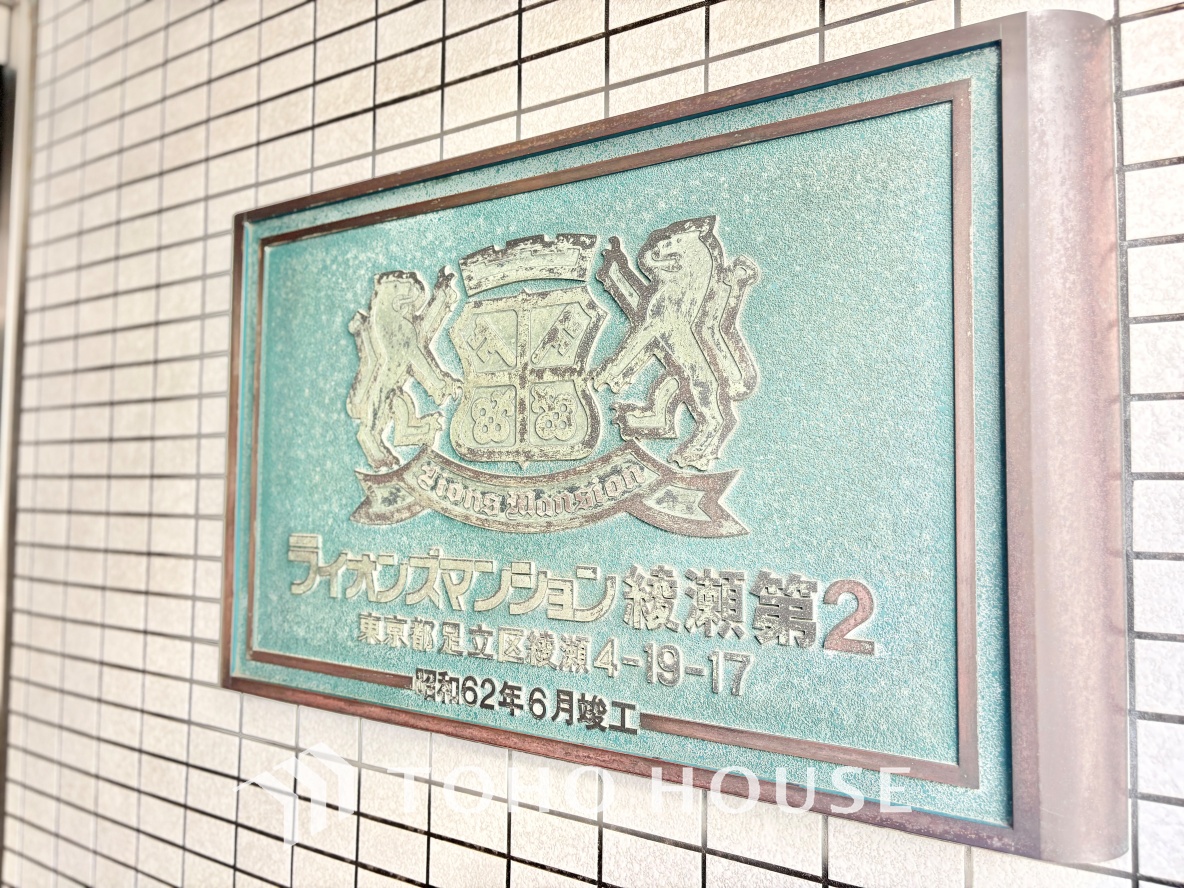 Lions Mansion
ライオンズマンション綾瀬第2
東京都足立区綾瀬4-19-17
昭和62年6月竣工
TOHO HOUSE